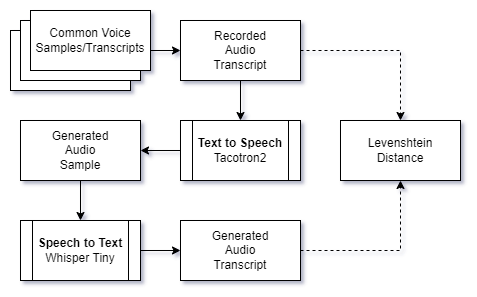 Common Voice
Samples/Transcripts
Recorded
Audio
Transcript
Generated
Audio
Sample
Text to Speech
Tacotron2
Levenshtein
Distance
Speech to Text
Whisper Tiny
Generated
Audio
Transcript